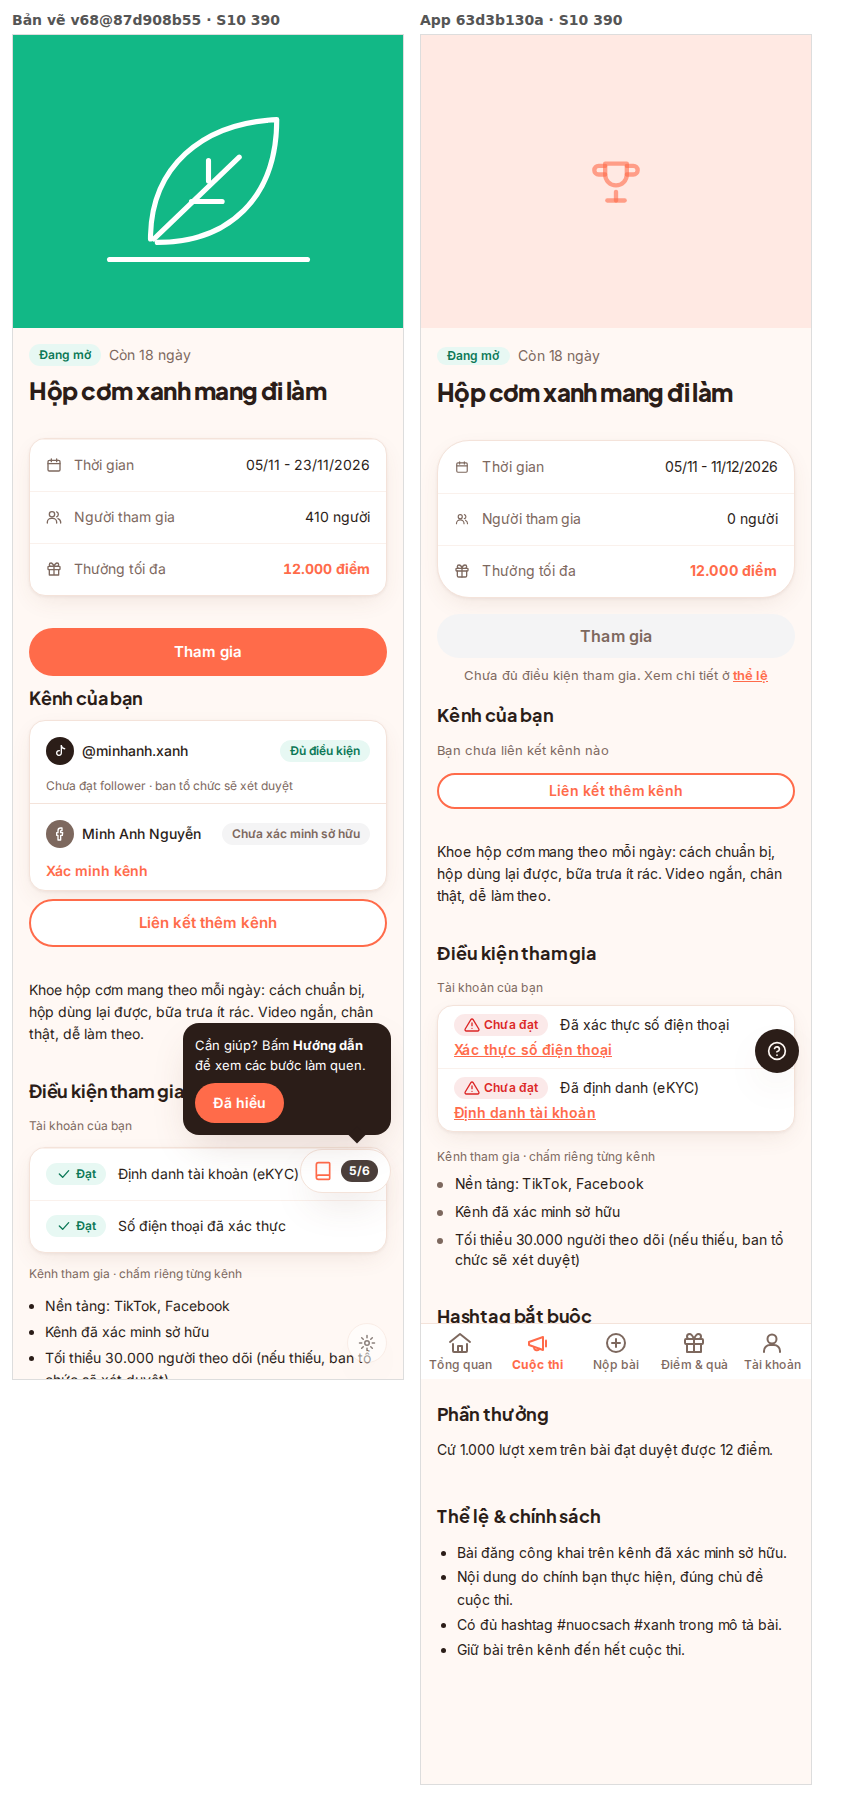 Bản vẽ v68@87d908b55 · S10 390
Đang mở Còn 18 ngày
Hộp cơm xanh mang đi làm
Thời gian 05/11 - 23/11/2026
Người tham gia 410 người
Thưởng tối đa 12.000 điểm
Tham gia
Kênh của bạn
@minhanh.xanh Đủ điều kiện
Chưa đạt follower · ban tổ chức sẽ xét duyệt
Minh Anh Nguyễn Chưa xác minh sở hữu
Xác minh kênh
Liên kết thêm kênh
Khoe hộp cơm mang theo mỗi ngày: cách chuẩn bị,
hộp dùng lại được, bữa trưa ít rác. Video ngắn, chân
thật, dễ làm theo.
Cần giúp? Bấm Hướng dẫn
để xem các bước làm quen.
Đã hiểu
Điều kiện tham gia
Tài khoản của bạn
Đạt Định danh tài khoản (eKYC)
5/6
Đạt Số điện thoại đã xác thực
Kênh tham gia · chấm riêng từng kênh
Nền tảng: TikTok, Facebook
Kênh đã xác minh sở hữu
Tối thiểu 30.000 người theo dõi (nếu thiếu, ban tổ
chức sẽ xét duyệt)
App 63d3b130a · S10 390
Đang mở Còn 18 ngày
Hộp cơm xanh mang đi làm
Thời gian 05/11 - 11/12/2026
Người tham gia 0 người
Thưởng tối đa 12.000 điểm
Tham gia
Chưa đủ điều kiện tham gia. Xem chi tiết ở thể lệ
Kênh của bạn
Bạn chưa liên kết kênh nào
Liên kết thêm kênh
Khoe hộp cơm mang theo mỗi ngày: cách chuẩn bị,
hộp dùng lại được, bữa trưa ít rác. Video ngắn, chân
thật, dễ làm theo.
Điều kiện tham gia
Tài khoản của bạn
Chưa đạt Đã xác thực số điện thoại
Xác thực số điện thoại
Chưa đạt Đã định danh (eKYC)
Định danh tài khoản
Kênh tham gia · chấm riêng từng kênh
Nền tảng: TikTok, Facebook
Kênh đã xác minh sở hữu
Tối thiểu 30.000 người theo dõi (nếu thiếu, ban tổ
chức sẽ xét duyệt)
Hashtag bắt buộc
Tổng quan Cuộc thi Nộp bài Điểm & quà Tài khoản
Phần thưởng
Cứ 1.000 lượt xem trên bài đạt duyệt được 12 điểm.
Thể lệ & chính sách
Bài đăng công khai trên kênh đã xác minh sở hữu.
Nội dung do chính bạn thực hiện, đúng chủ đề
cuộc thi.
Có đủ hashtag #nuocsach #xanh trong mô tả bài.
Giữ bài trên kênh đến hết cuộc thi.